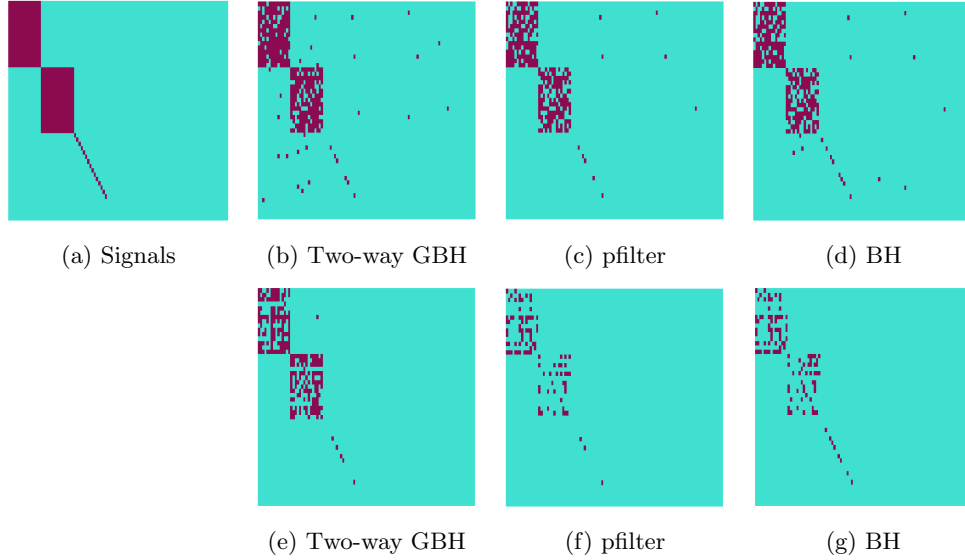 (a) Signals
(b) Two-way GBH
(c) pfilter
(d) BH
(e) Two-way GBH
(f) pfilter
(g) BH